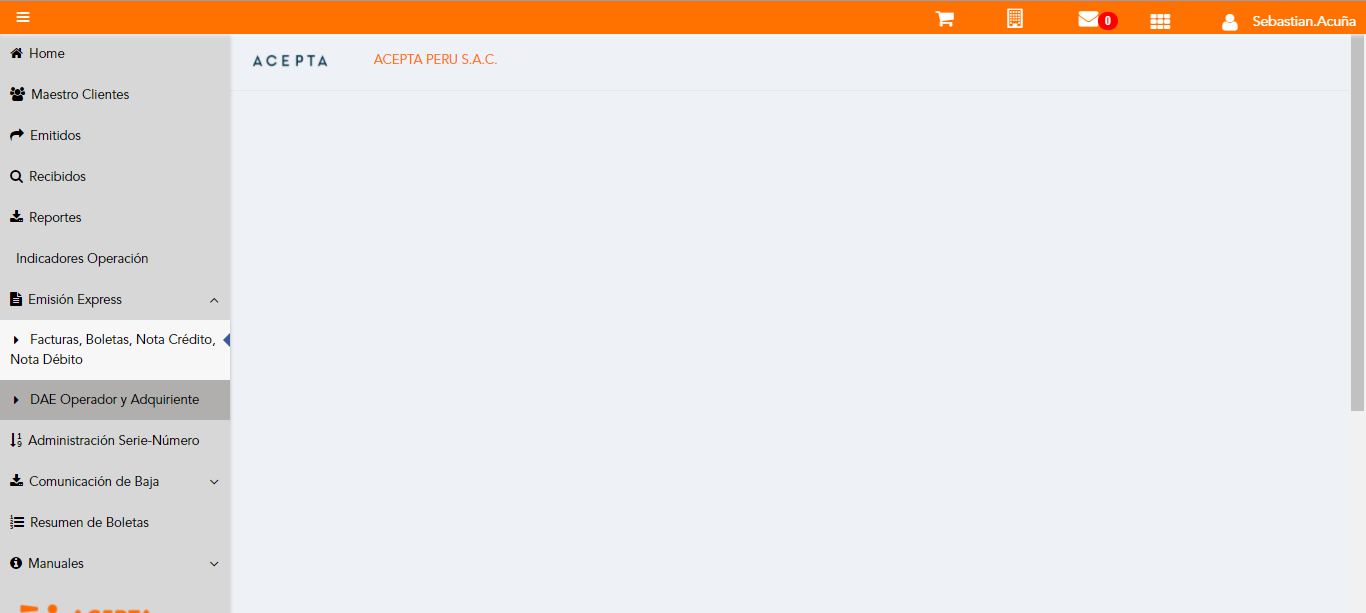 0
Sebastian.Acuña
Home
ACEPTA
ACEPTA PERU S.A.C.
Maestro Clientes
Emitidos
Recibidos
Reportes
Indicadores Operación
Emisión Express
Facturas, Boletas, Nota Crédito,
Nota Débito
DAE Operador y Adquiriente
Administración Serie-Número
Comunicación de Baja
Resumen de Boletas
Manuales